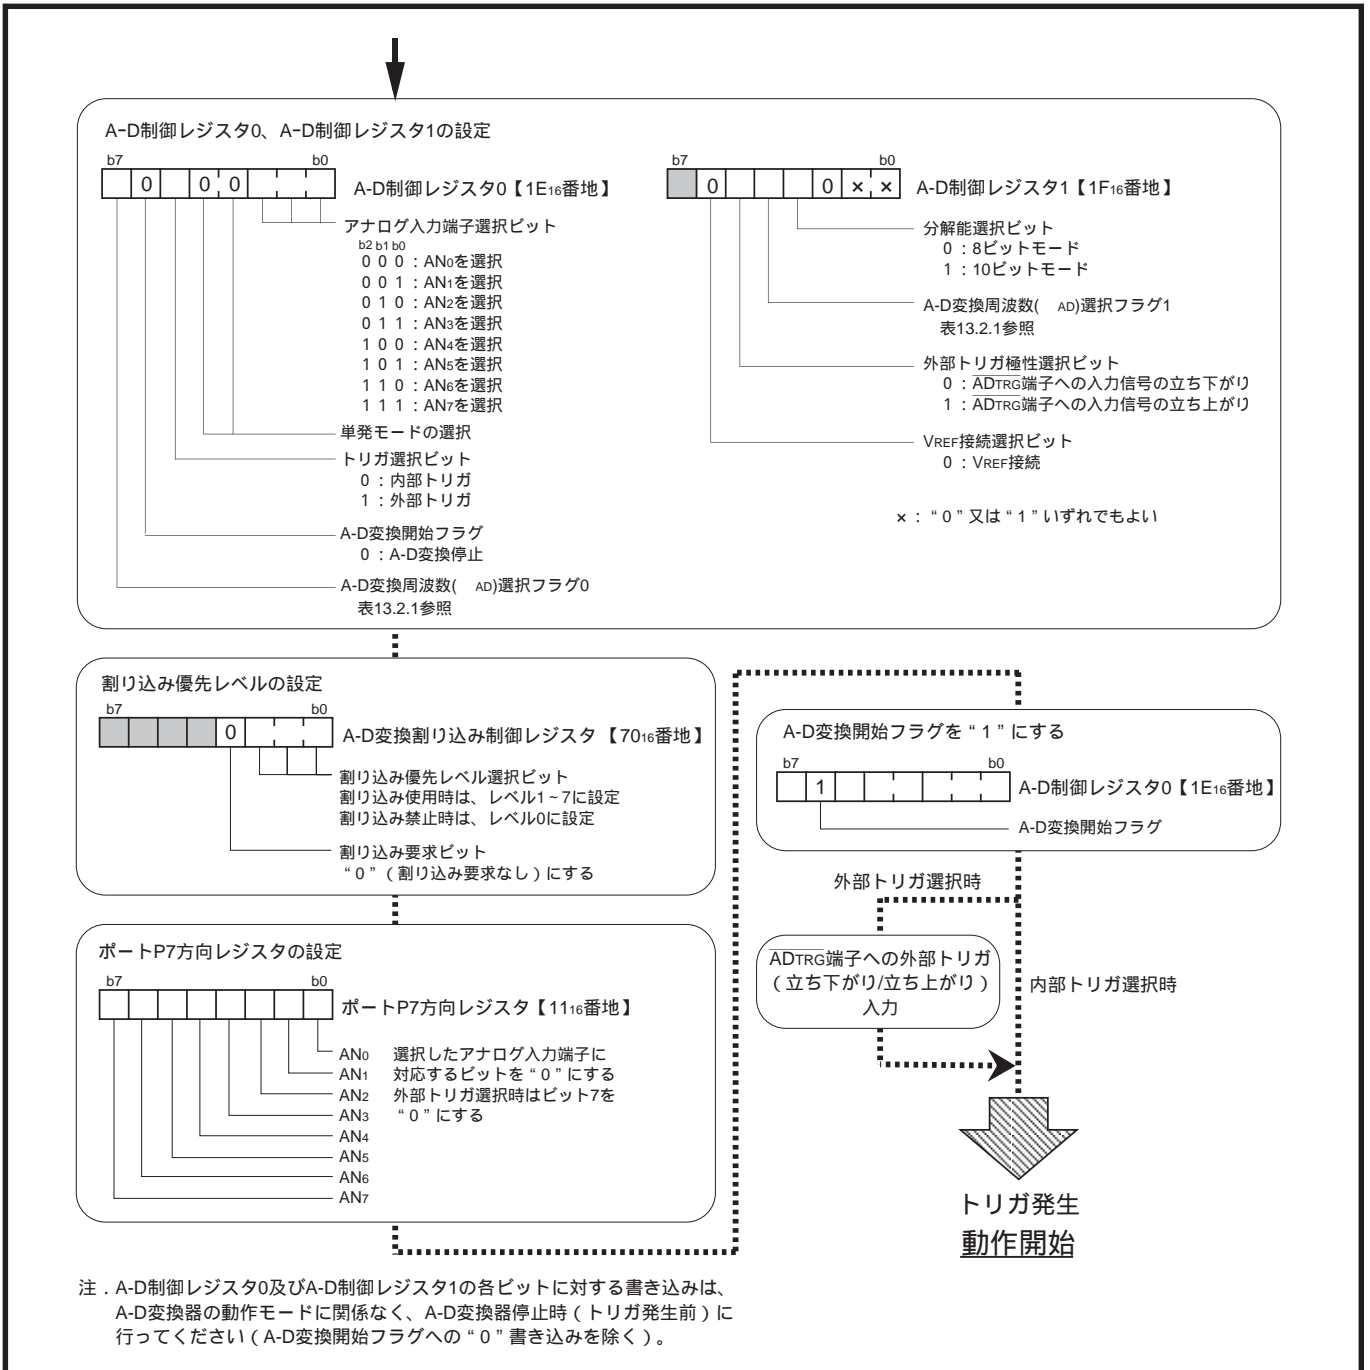 A-D制御レジスタ0、A-D制御レジスタ1の設定
b7 b0
0 0 0
A-D制御レジスタ0【1E16番地】
アナログ入力端子選択ビット
b2 b1 b0
0 0 0 : AN0を選択
0 0 1 : AN1を選択
0 1 0 : AN2を選択
0 1 1 : AN3を選択
1 0 0 : AN4を選択
1 0 1 : AN5を選択
1 1 0 : AN6を選択
1 1 1 : AN7を選択
単発モードの選択
トリガ選択ビット
0 : 内部トリガ
1 : 外部トリガ
A-D変換開始フラグ
0 : A-D変換停止
A-D変換周波数( AD)選択フラグ0
表13.2.1参照
b7 b0
0 0 × ×
A-D制御レジスタ1【1F16番地】
分解能選択ビット
0 : 8ビットモード
1 : 10ビットモード
A-D変換周波数( AD)選択フラグ1
表13.2.1参照
外部トリガ極性選択ビット
0 : ADTRG端子への入力信号の立ち下がり
1 : ADTRG端子への入力信号の立ち上がり
VREF接続選択ビット
0 : VREF接続
× : “0”又は“1”いずれでもよい
割り込み優先レベルの設定
b7 b0
0
A-D変換割り込み制御レジスタ【7016番地】
割り込み優先レベル選択ビット
割り込み使用時は、レベル1~7に設定
割り込み禁止時は、レベル0に設定
割り込み要求ビット
“0”(割り込み要求なし)にする
ポートP7方向レジスタの設定
b7 b0
ポートP7方向レジスタ【1116番地】
AN0 選択したアナログ入力端子に
AN1 対応するビットを“0”にする
AN2 外部トリガ選択時はビット7を
AN3 “0”にする
AN4
AN5
AN6
AN7
A-D変換開始フラグを“1”にする
b7 b0
1
A-D制御レジスタ0【1E16番地】
A-D変換開始フラグ
外部トリガ選択時
ADTRG端子への外部トリガ
(立ち下がり/立ち上がり)
入力
内部トリガ選択時
トリガ発生
動作開始
注.A-D制御レジスタ0及びA-D制御レジスタ1の各ビットに対する書き込みは、
A-D変換器の動作モードに関係なく、A-D変換器停止時(トリガ発生前)に
行ってください(A-D変換開始フラグへの“0”書き込みを除く)。